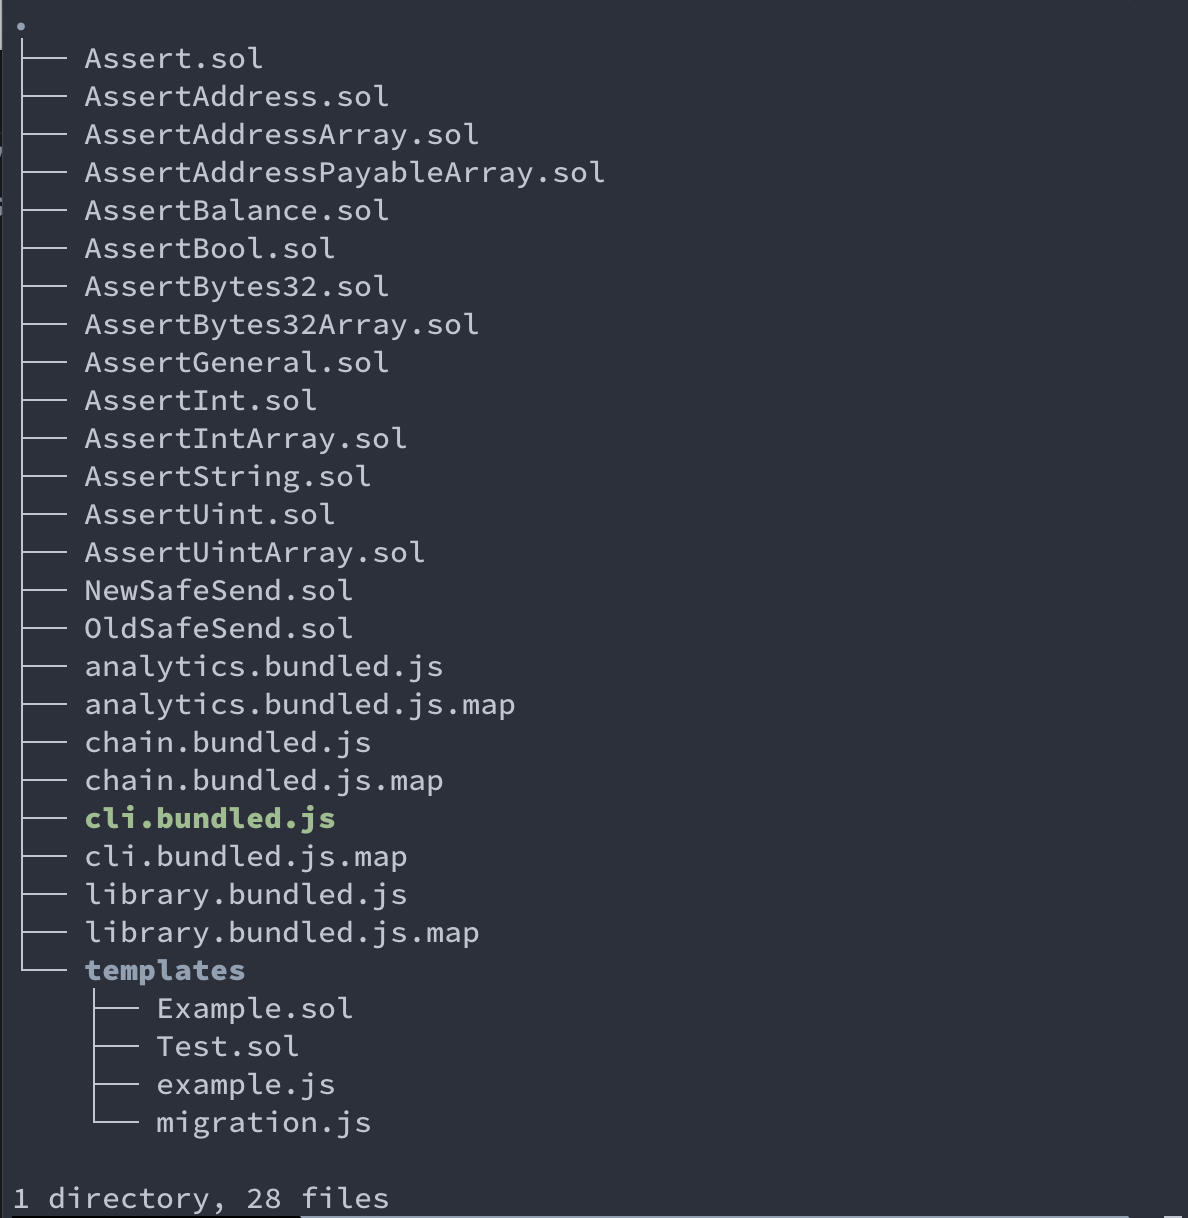 .
├── Assert.sol
├── AssertAddress.sol
├── AssertAddressArray.sol
├── AssertAddressPayableArray.sol
├── AssertBalance.sol
├── AssertBool.sol
├── AssertBytes32.sol
├── AssertBytes32Array.sol
├── AssertGeneral.sol
├── AssertInt.sol
├── AssertIntArray.sol
├── AssertString.sol
├── AssertUint.sol
├── AssertUintArray.sol
├── NewSafeSend.sol
├── OldSafeSend.sol
├── analytics.bundled.js
├── analytics.bundled.js.map
├── chain.bundled.js
├── chain.bundled.js.map
├── cli.bundled.js
├── cli.bundled.js.map
├── library.bundled.js
├── library.bundled.js.map
└── templates
    ├── Example.sol
    ├── Test.sol
    ├── example.js
    └── migration.js

1 directory, 28 files